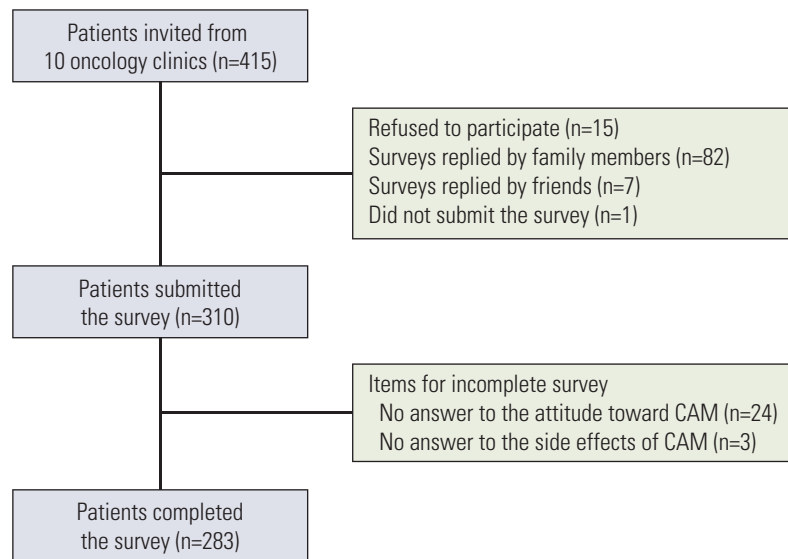 Patients invited from
10 oncology clinics (n=415)
Refused to participate (n=15)
Surveys replied by family members (n=82)
Surveys replied by friends (n=7)
Did not submit the survey (n=1)
Patients submitted
the survey (n=310)
Items for incomplete survey
No answer to the attitude toward CAM (n=24)
No answer to the side effects of CAM (n=3)
Patients completed
the survey (n=283)